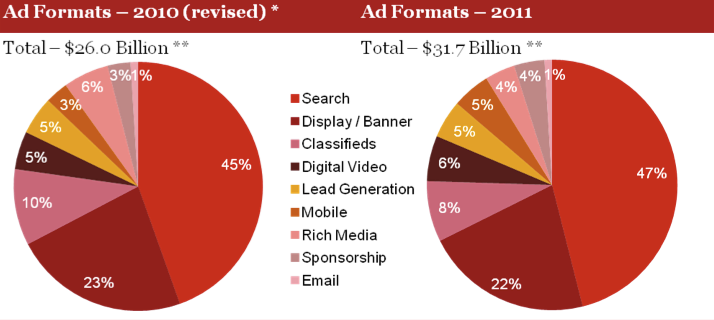 Ad Formats – 2010 (revised) *
Total – $26.0 Billion **
45%
23%
10%
5%
5%
3%
6%
3%
1%
Search
Display / Banner
Classifieds
Digital Video
Lead Generation
Mobile
Rich Media
Sponsorship
Email
Ad Formats – 2011
Total – $31.7 Billion **
47%
22%
8%
6%
5%
5%
4%
4%
1%